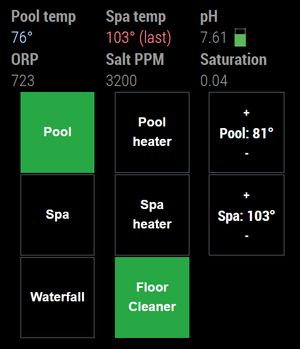 Pool temp Spa temp pH
76° 103° (last) 7.61
ORP Salt PPM Saturation
723 3200 0.04
Pool
Pool
heater
+
Pool: 81°
-
Spa
Spa
heater
+
Spa: 103°
-
Waterfall
Floor
Cleaner